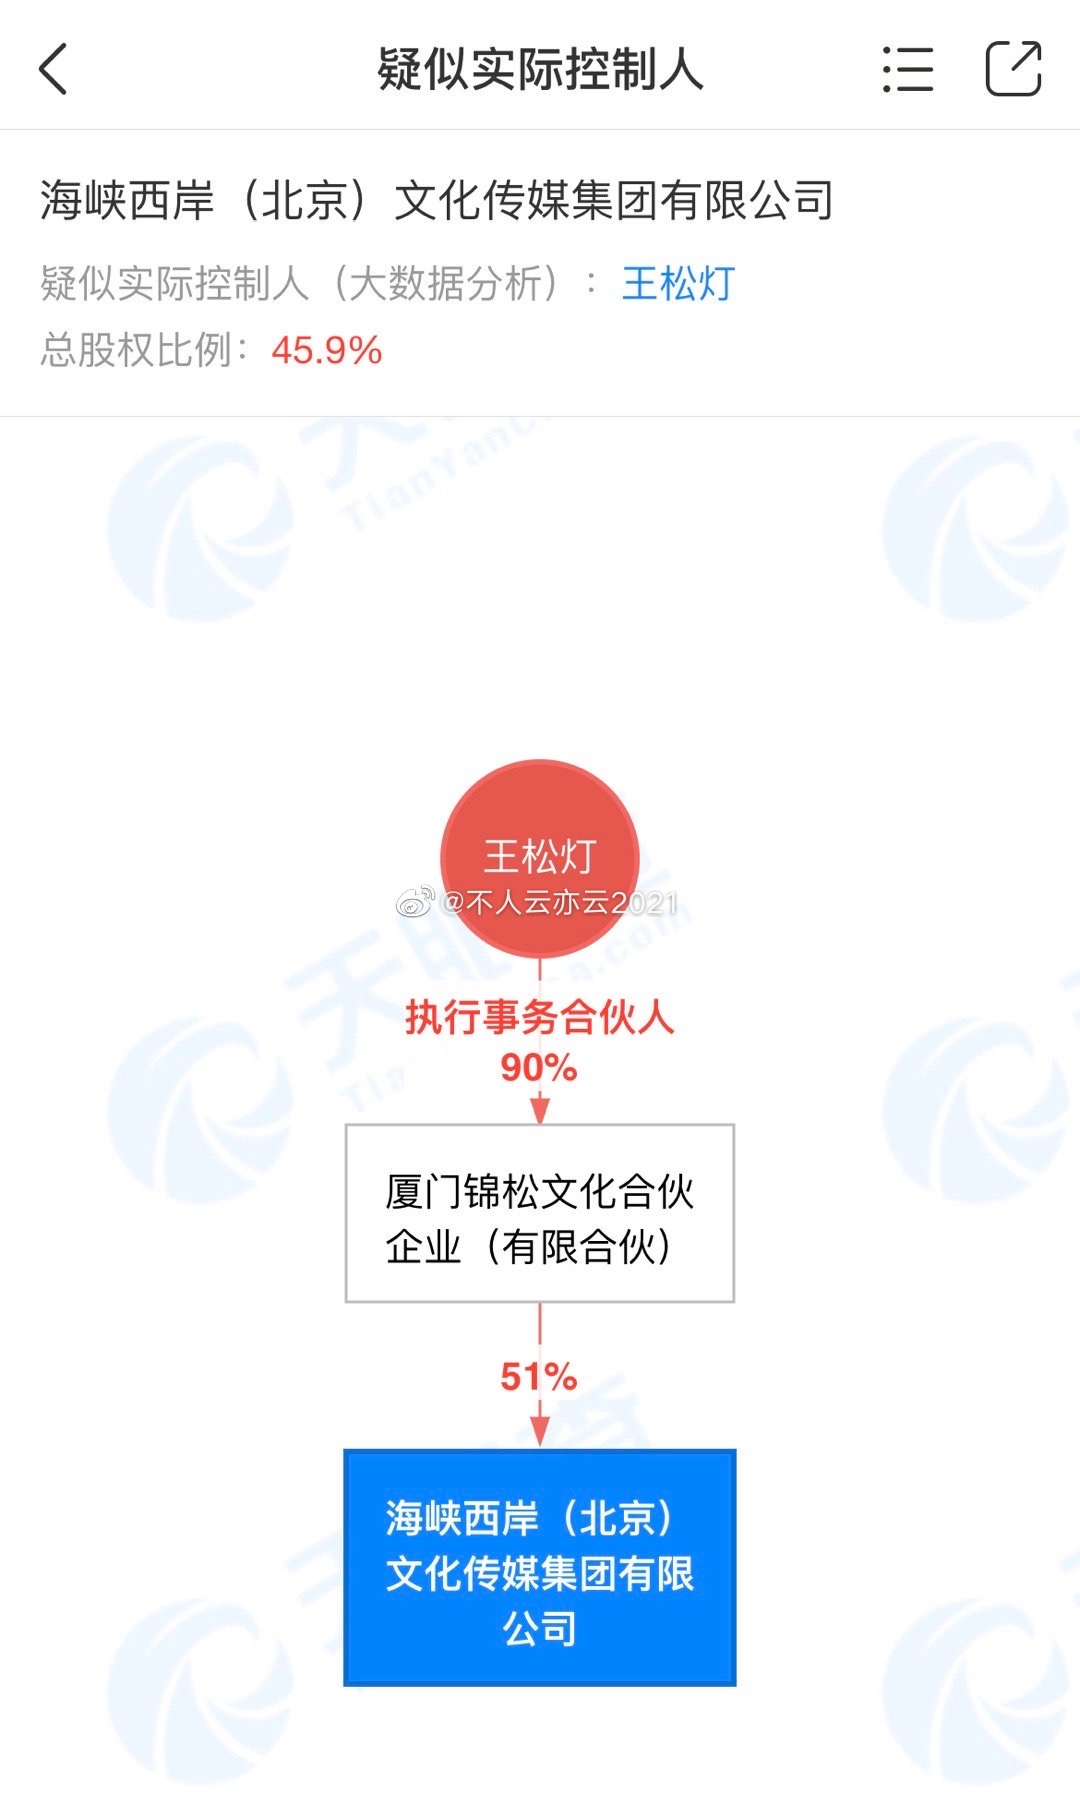 疑似实际控制人
海峡西岸（北京）文化传媒集团有限公司
疑似实际控制人（大数据分析）：王松灯
总股权比例：45.9%
王松灯
@不人云亦云2021
执行事务合伙人
90%
厦门锦松文化合伙
企业（有限合伙）
51%
海峡西岸（北京）
文化传媒集团有限
公司